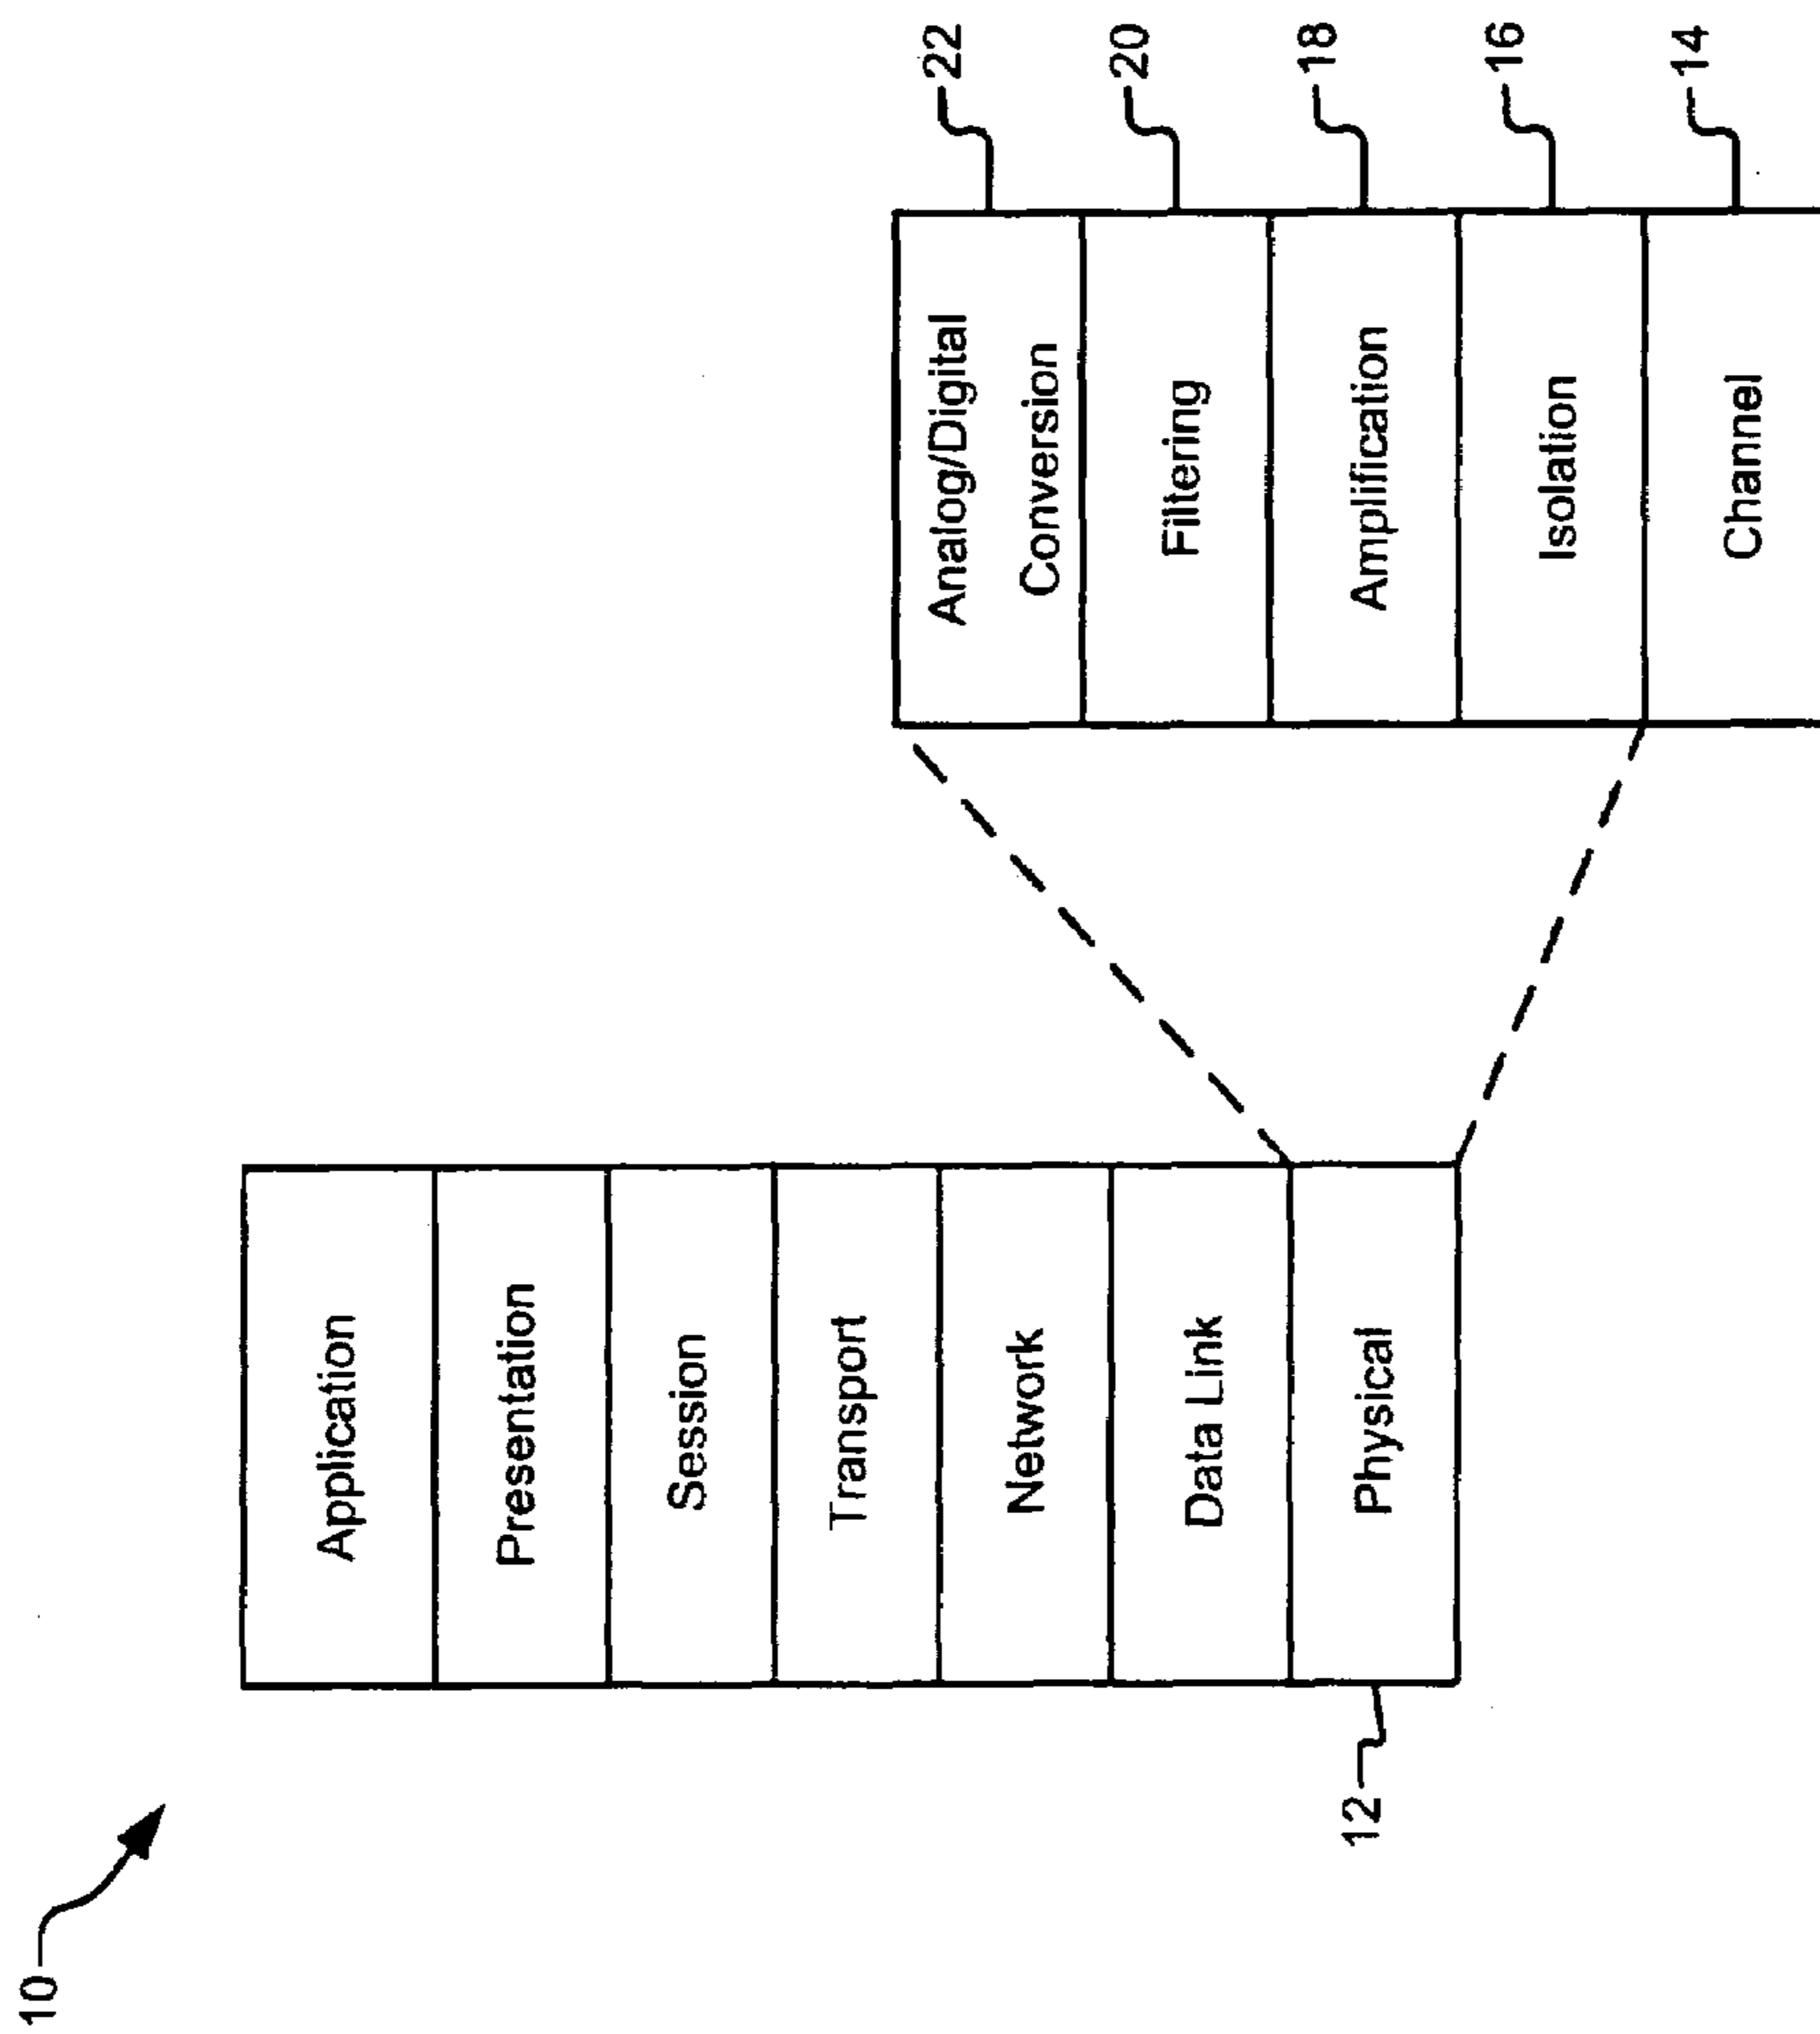 10
Application
Presentation
Session
Transport
Network
Data Link
Physical
12
Analog/Digital
Conversion
22
Filtering
20
Amplification
18
Isolation
16
Channel
14